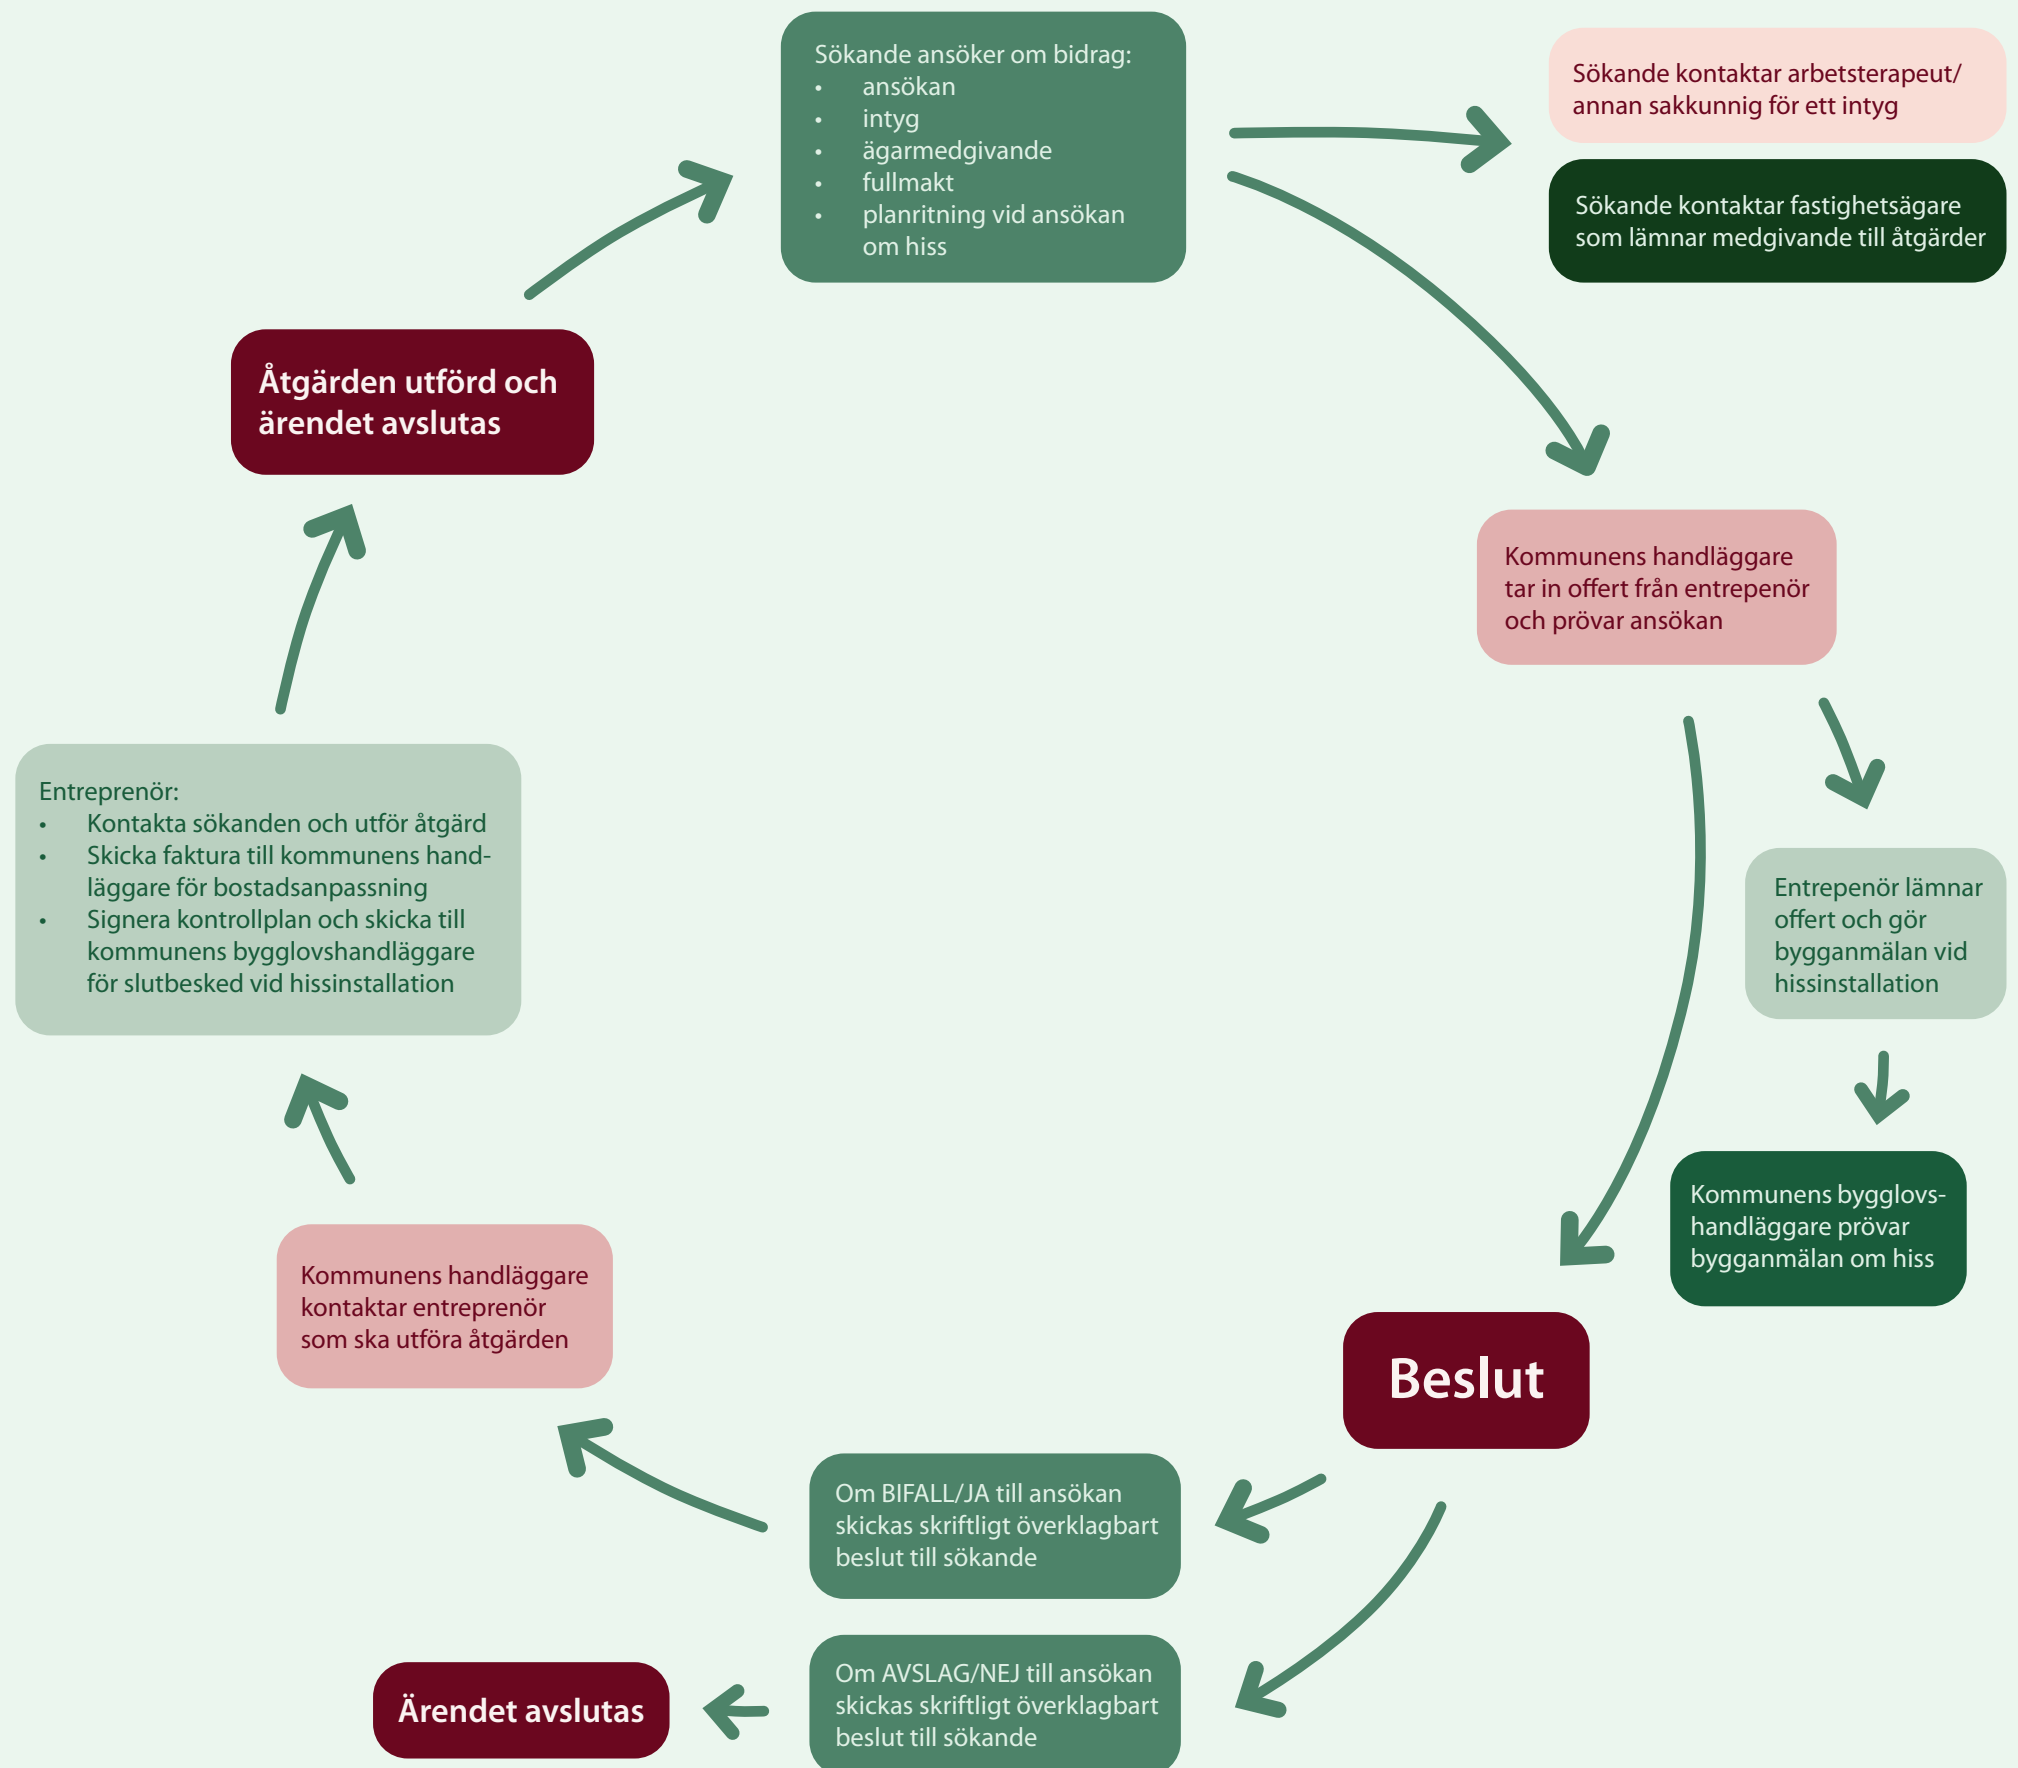 Sökande ansöker om bidrag:
• ansökan
• intyg
• ägarmedgivande
• fullmakt
• planritning vid ansökan
om hiss
Sökande kontaktar arbetsterapeut/
annan sakkunnig för ett intyg
Sökande kontaktar fastighetsägare
som lämnar medgivande till åtgärder
Kommunens handläggare
tar in offert från entrepenör
och prövar ansökan
Entrepenör lämnar
offert och gör
bygganmälan vid
hissinstallation
Kommunens bygglovs-
handläggare prövar
bygganmälan om hiss
Beslut
Om BIFALL/JA till ansökan
skickas skriftligt överklagbart
beslut till sökande
Om AVSLAG/NEJ till ansökan
skickas skriftligt överklagbart
beslut till sökande
Ärendet avslutas
Kommunens handläggare
kontaktar entreprenör
som ska utföra åtgärden
Entreprenör:
• Kontakta sökanden och utför åtgärd
• Skicka faktura till kommunens hand-
läggare för bostadsanpassning
• Signera kontrollplan och skicka till
kommunens bygglovshandläggare
för slutbesked vid hissinstallation
Åtgärden utförd och
ärendet avslutas